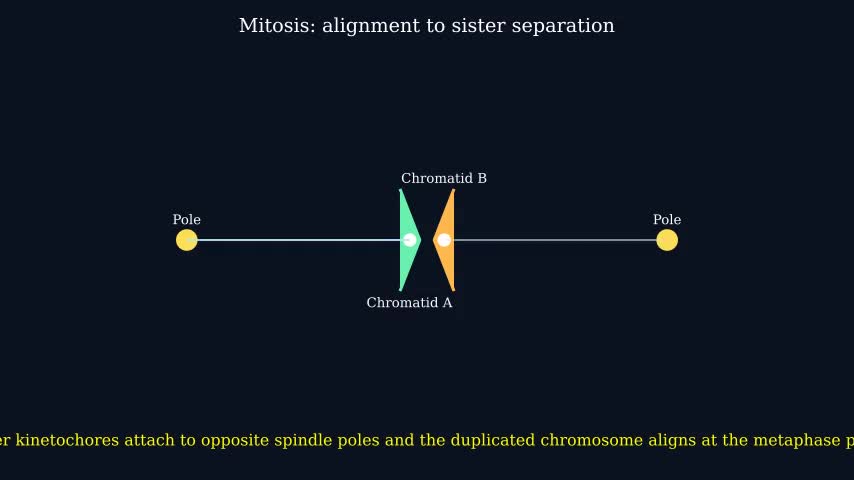 Mitosis: alignment to sister separation
Chromatid B
Pole
Pole
Chromatid A
kinetochores attach to opposite spindle poles and the duplicated chromosome aligns at the metaphase